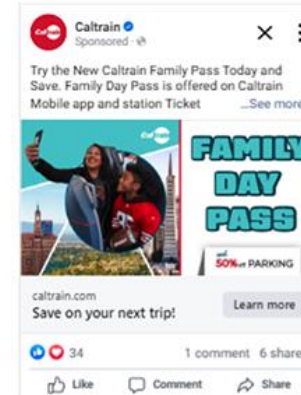 Caltrain
Sponsored
Try the New Caltrain Family Pass Today and
Save. Family Day Pass is offered on Caltrain
Mobile app and station Ticket ...See more
Caltrain
FAMILY
DAY
PASS
50% PARKING
caltrain.com
Save on your next trip!
Learn more
34
1 comment 6 share
Like Comment Share